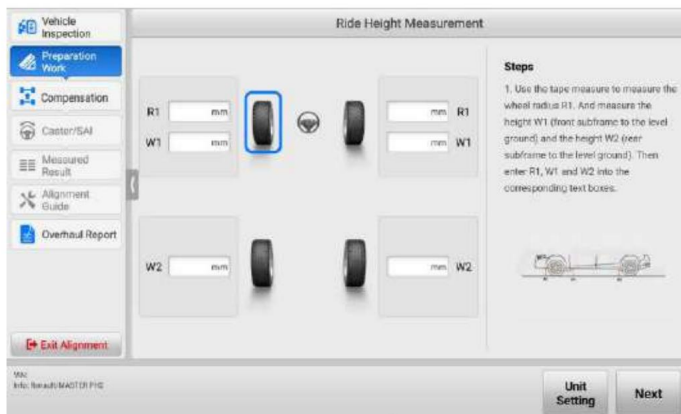 Vehicle
Inspection
Preparation
Work
Compensation
Caster/SAI
Measured
Result
Alignment
Guide
Overhaul Report
Exit Alignment
Ride Height Measurement
R1 mm
W1 mm
mm R1
mm W1
W2 mm
mm W2
Steps
1. Use the tape measure to measure the
wheel radius R1. And measure the
height W1 (front subframe to the level
ground) and the height W2 (rear
subframe to the level ground). Then
enter R1, W1 and W2 into the
corresponding text boxes.
Info: Renault/MASTER
Unit
Setting
Next